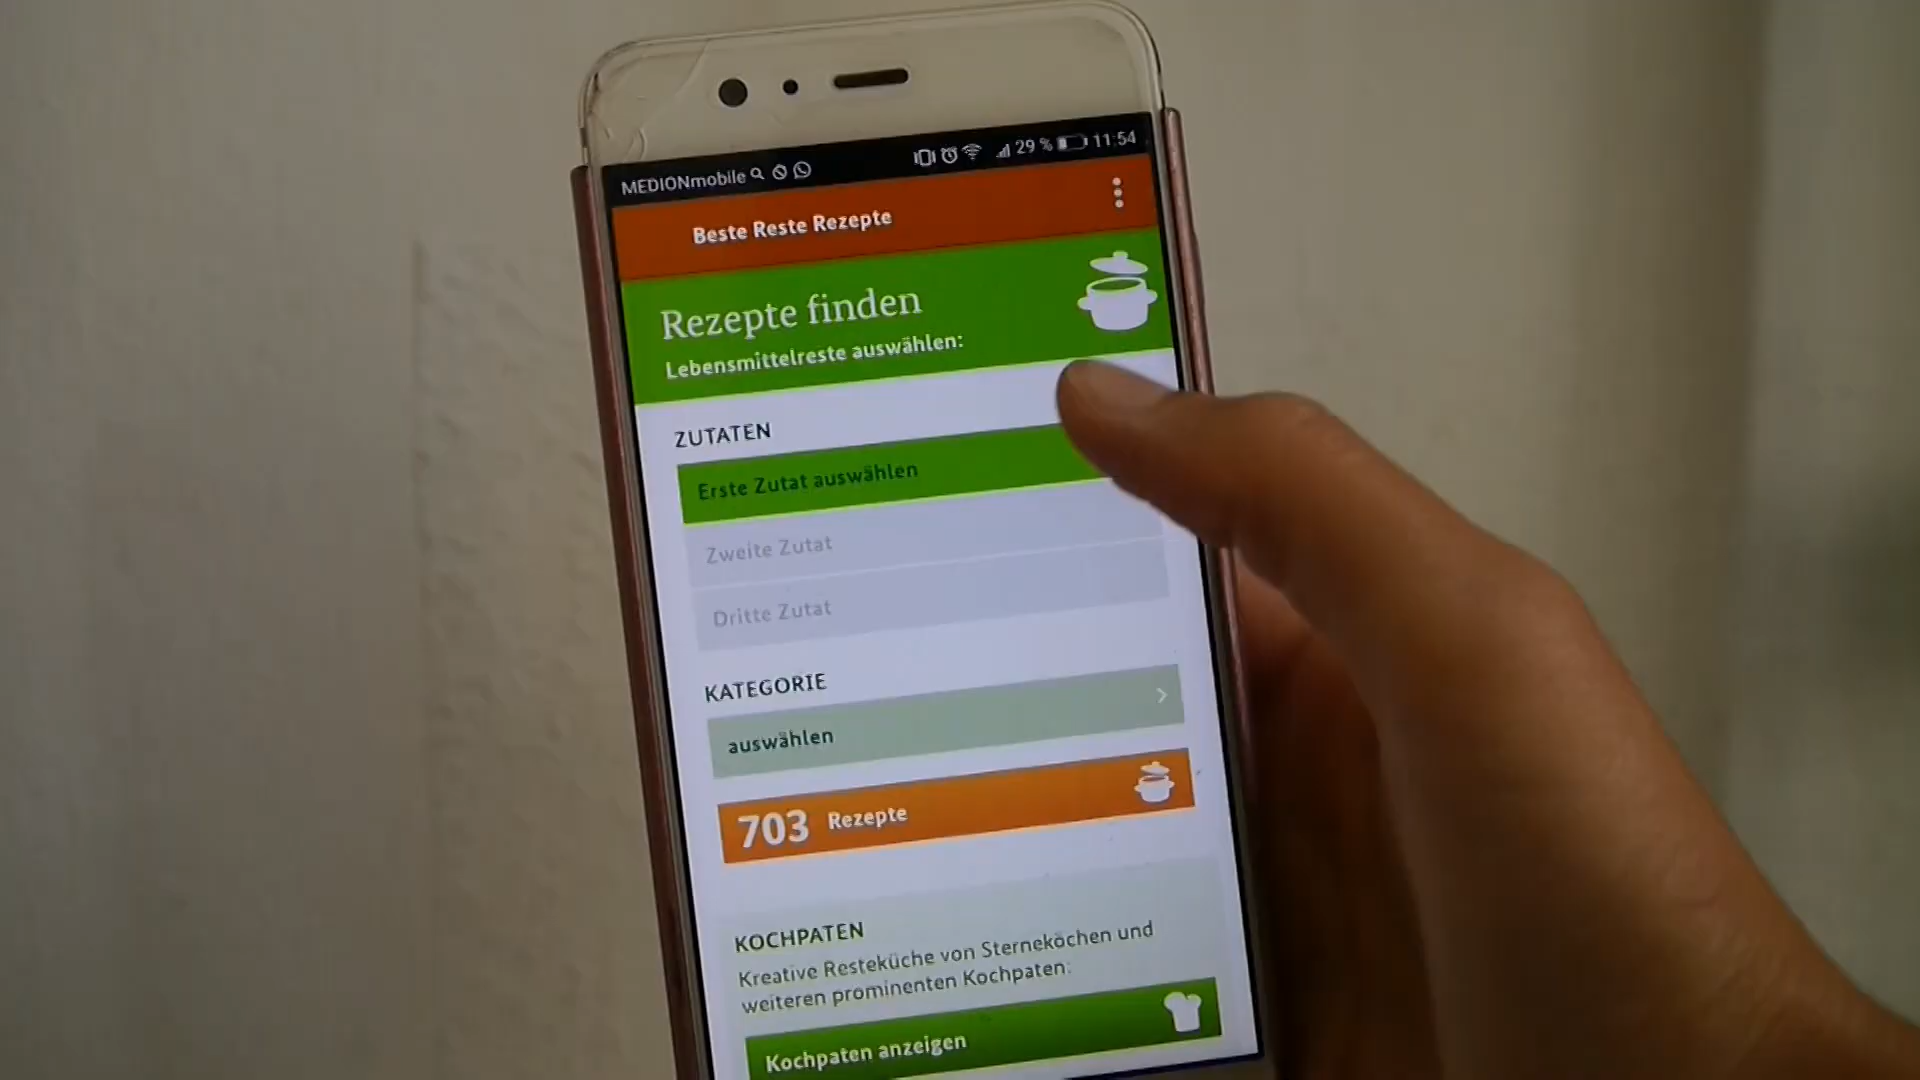 MEDIONmobile 29 % 11:54
Beste Reste Rezepte
Rezepte finden
Lebensmittelreste auswählen:
ZUTATEN
Erste Zutat auswählen
Zweite Zutat
Dritte Zutat
KATEGORIE
auswählen
703 Rezepte
KOCHPATEN
Kreative Resteküche von Sterneköchen und
weiteren prominenten Kochpaten:
Kochpaten anzeigen